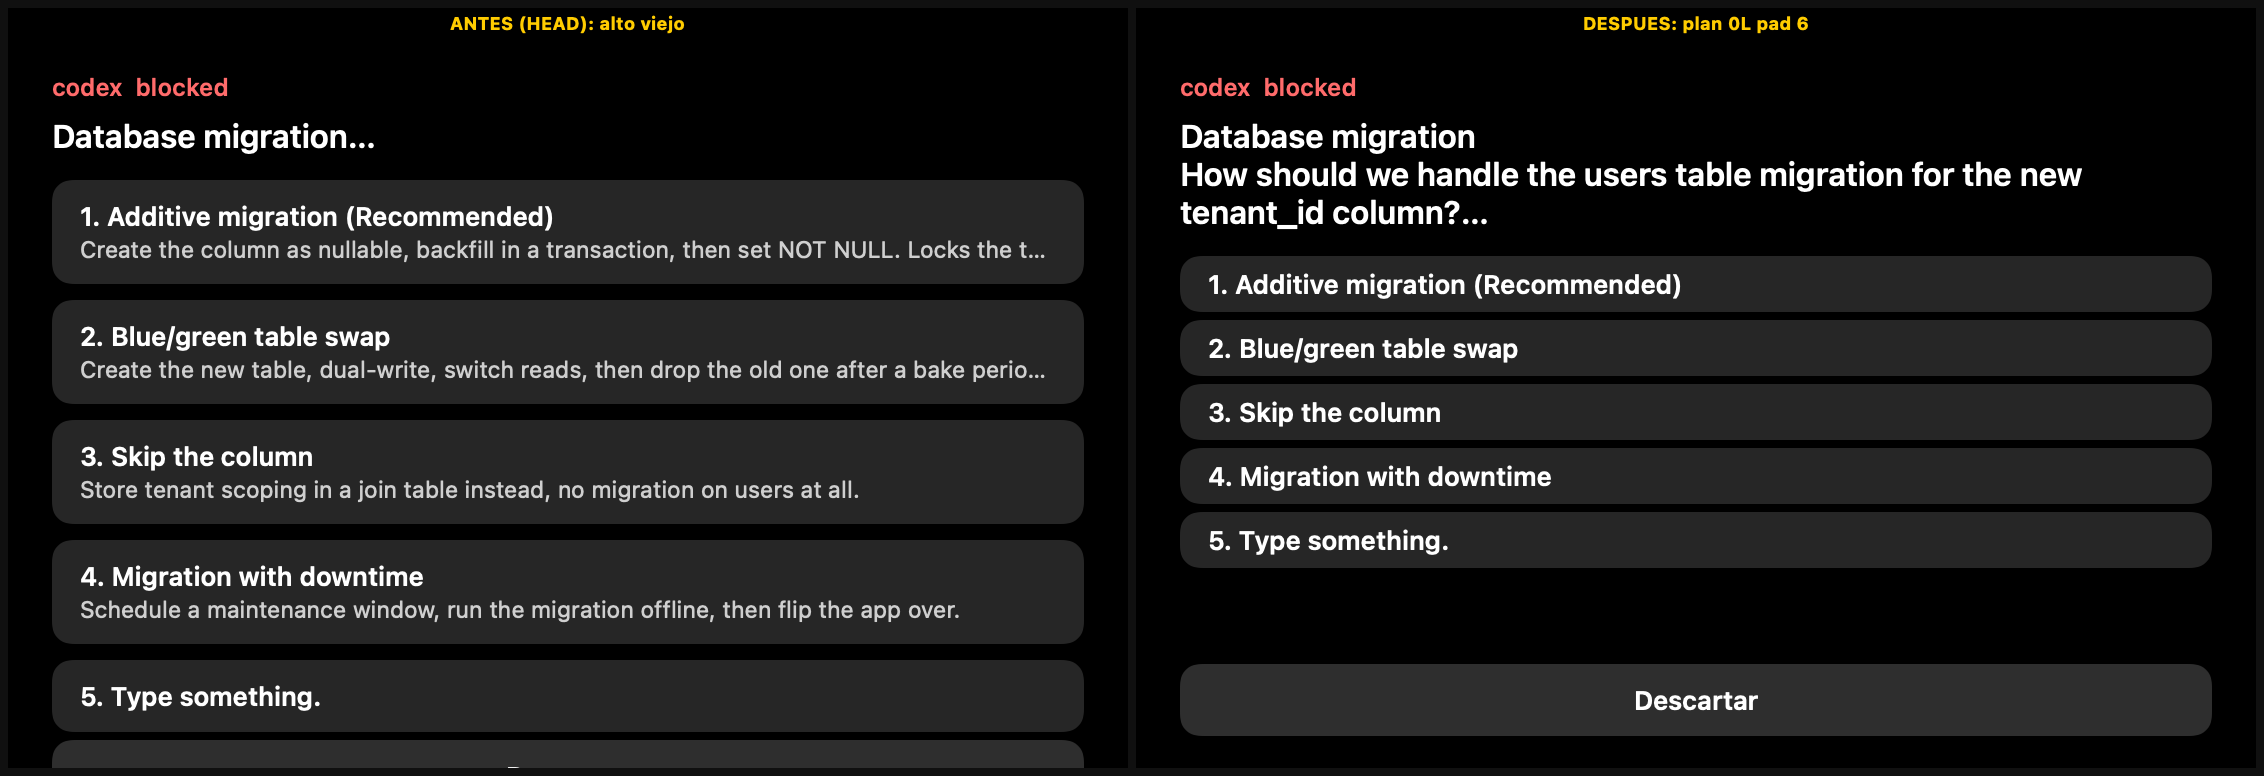 ANTES (HEAD): alto viejo
codex blocked
Database migration...
1. Additive migration (Recommended)
Create the column as nullable, backfill in a transaction, then set NOT NULL. Locks the t...
2. Blue/green table swap
Create the new table, dual-write, switch reads, then drop the old one after a bake perio...
3. Skip the column
Store tenant scoping in a join table instead, no migration on users at all.
4. Migration with downtime
Schedule a maintenance window, run the migration offline, then flip the app over.
5. Type something.
DESPUES: plan 0L pad 6
codex blocked
Database migration
How should we handle the users table migration for the new
tenant_id column?...
1. Additive migration (Recommended)
2. Blue/green table swap
3. Skip the column
4. Migration with downtime
5. Type something.
Descartar